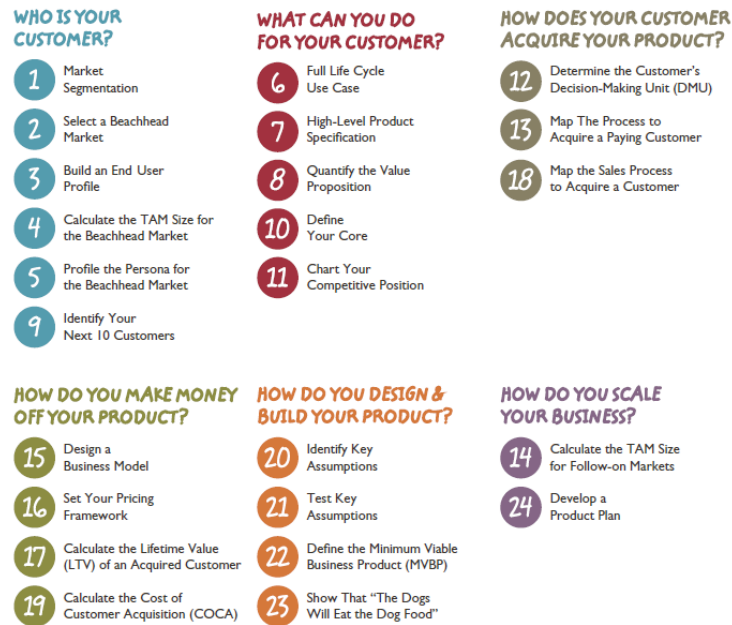 WHO IS YOUR
CUSTOMER?
1
Market
Segmentation
2
Select a Beachhead
Market
3
Build an End User
Profile
4
Calculate the TAM Size for
the Beachhead Market
5
Profile the Persona for
the Beachhead Market
9
Identify Your
Next 10 Customers
WHAT CAN YOU DO
FOR YOUR CUSTOMER?
6
Full Life Cycle
Use Case
7
High-Level Product
Specification
8
Quantify the Value
Proposition
10
Define
Your Core
11
Chart Your
Competitive Position
HOW DOES YOUR CUSTOMER
ACQUIRE YOUR PRODUCT?
12
Determine the Customer's
Decision-Making Unit (DMU)
13
Map The Process to
Acquire a Paying Customer
18
Map the Sales Process
to Acquire a Customer
HOW DO YOU MAKE MONEY
OFF YOUR PRODUCT?
15
Design a
Business Model
16
Set Your Pricing
Framework
17
Calculate the Lifetime Value
(LTV) of an Acquired Customer
19
Calculate the Cost of
Customer Acquisition (COCA)
HOW DO YOU DESIGN &
BUILD YOUR PRODUCT?
20
Identify Key
Assumptions
21
Test Key
Assumptions
22
Define the Minimum Viable
Business Product (MVBP)
23
Show That "The Dogs
Will Eat the Dog Food"
HOW DO YOU SCALE
YOUR BUSINESS?
14
Calculate the TAM Size
for Follow-on Markets
24
Develop a
Product Plan